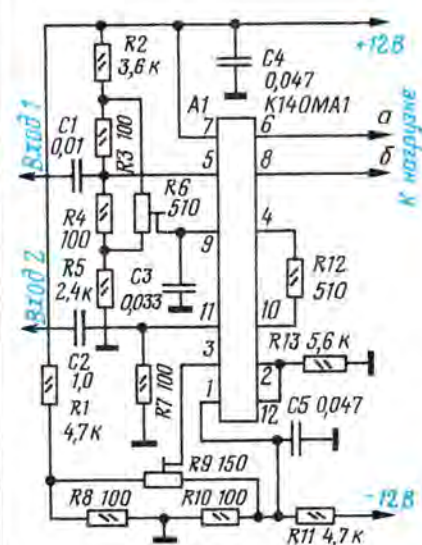 R2
3,6 к
C4
0,047
+12 В
A1
К140МА1
7
6
а
C1
0,01
Вход 1
R3 100
5
8
б
К нагрузке
R4
100
R6
510
9
4
Вход 2
R5
2,4 к
C3
0,033
R12
510
11
10
C2
1,0
R7 100
3
R13 5,6 к
1
2
12
C5 0,047
R1
4,7 к
R9 150
R8 100
R10 100
-12 В
R11 4,7 к